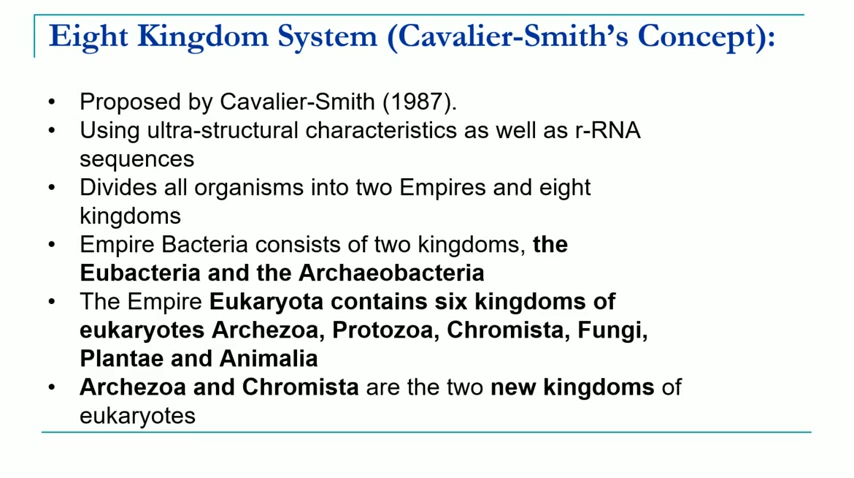 Eight Kingdom System (Cavalier-Smith's Concept):
• Proposed by Cavalier-Smith (1987).
• Using ultra-structural characteristics as well as r-RNA
sequences
• Divides all organisms into two Empires and eight
kingdoms
• Empire Bacteria consists of two kingdoms, the
Eubacteria and the Archaeobacteria
• The Empire Eukaryota contains six kingdoms of
eukaryotes Archezoa, Protozoa, Chromista, Fungi,
Plantae and Animalia
• Archezoa and Chromista are the two new kingdoms of
eukaryotes